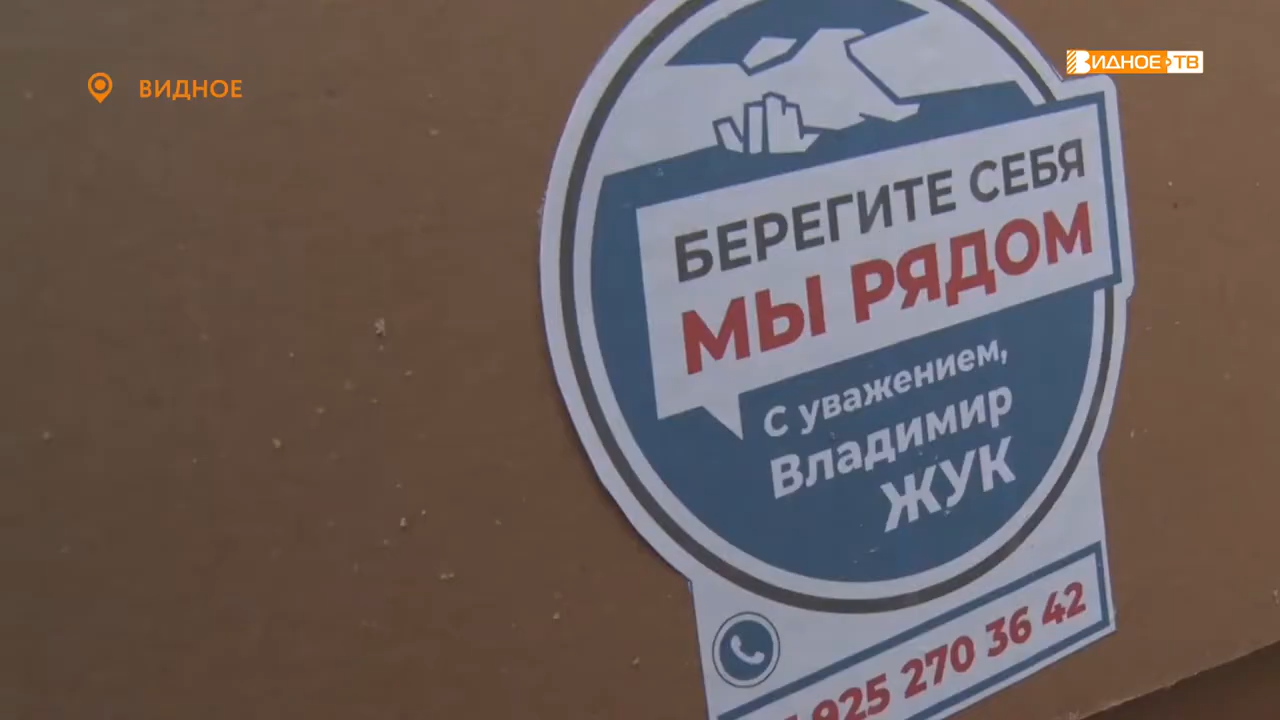 ВИДНОЕ
ВИДНОЕ ТВ
БЕРЕГИТЕ СЕБЯ
МЫ РЯДОМ
С уважением,
Владимир
ЖУК
925 270 36 42